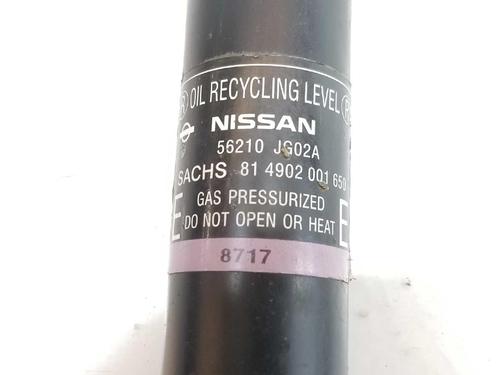 R OIL RECYCLING LEVEL R
NISSAN
56210 JG02A
SACHS 81 4902 001 650
E GAS PRESSURIZED E
DO NOT OPEN OR HEAT
8717